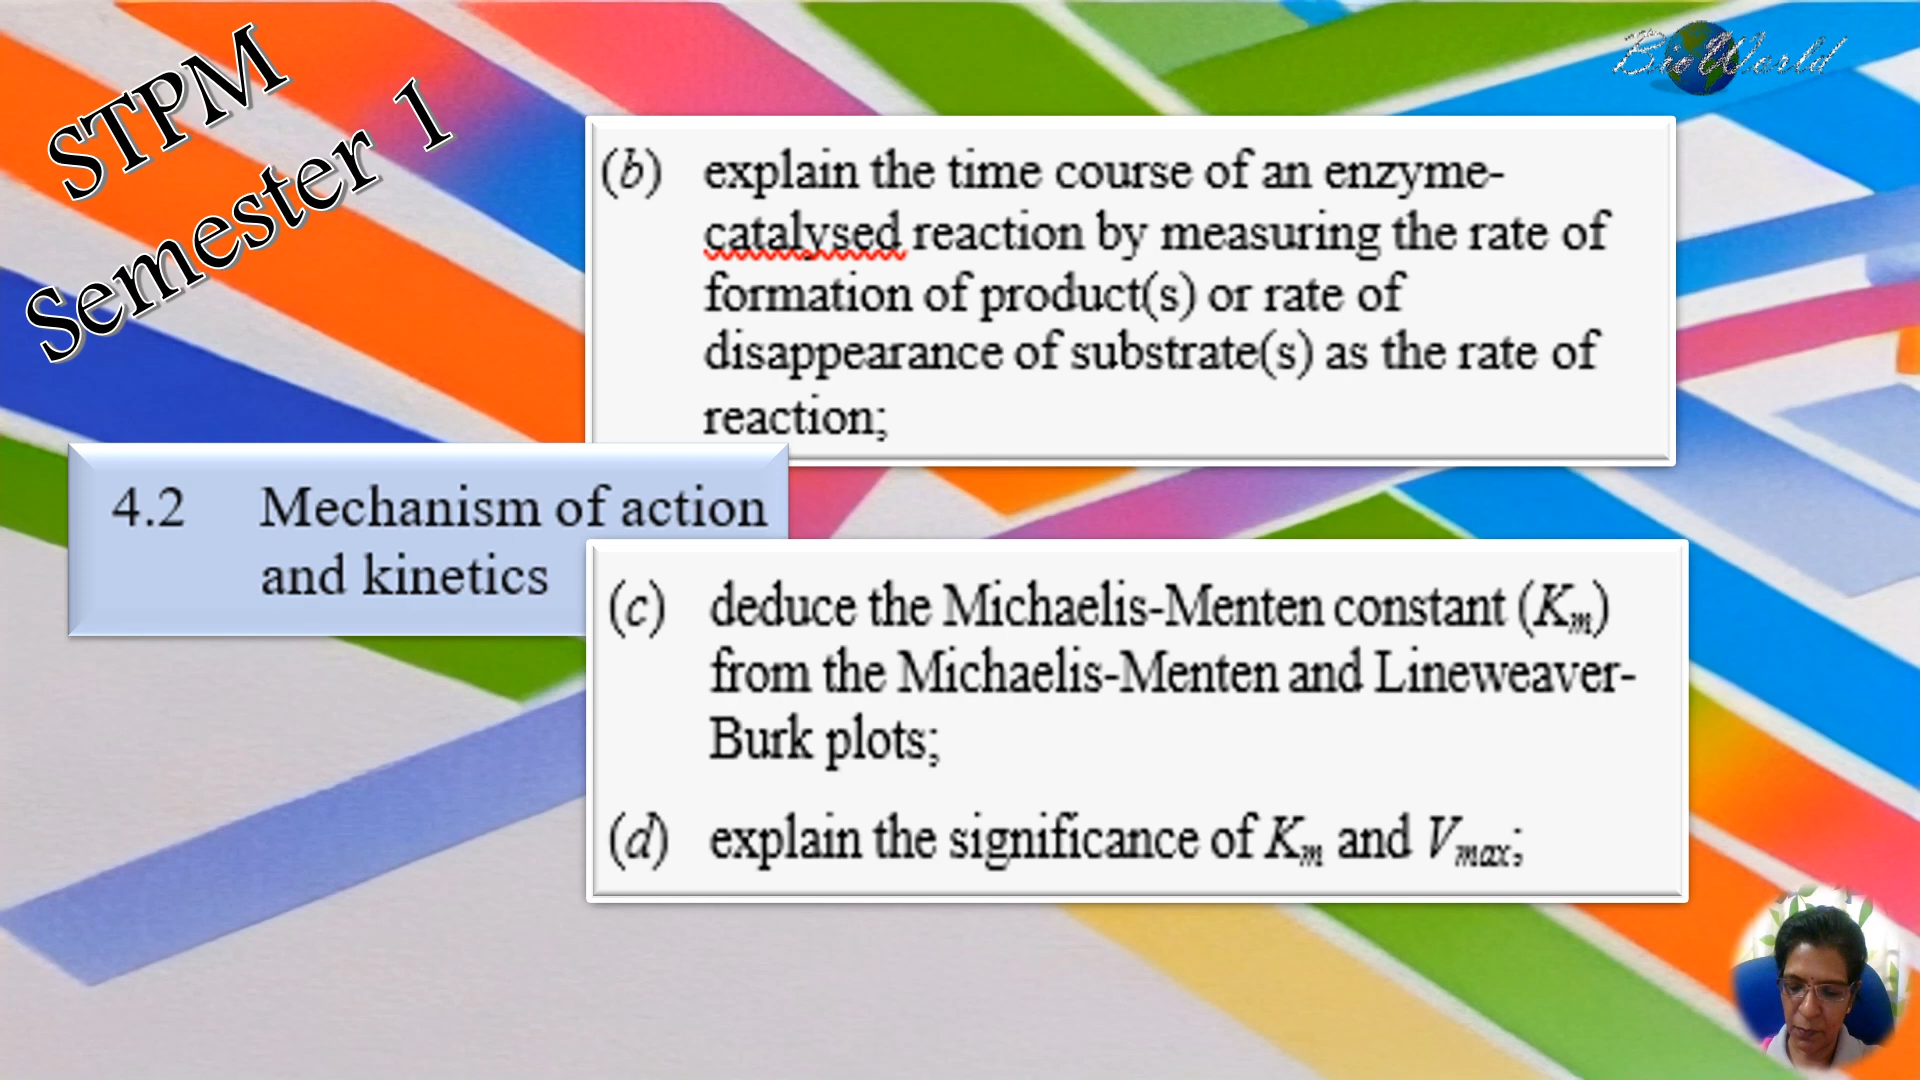 STPM
Semester 1
BioWorld
(b) explain the time course of an enzyme-
catalysed reaction by measuring the rate of
formation of product(s) or rate of
disappearance of substrate(s) as the rate of
reaction;
4.2 Mechanism of action
and kinetics
(c) deduce the Michaelis-Menten constant (Km)
from the Michaelis-Menten and Lineweaver-
Burk plots;
(d) explain the significance of Km and Vmax;